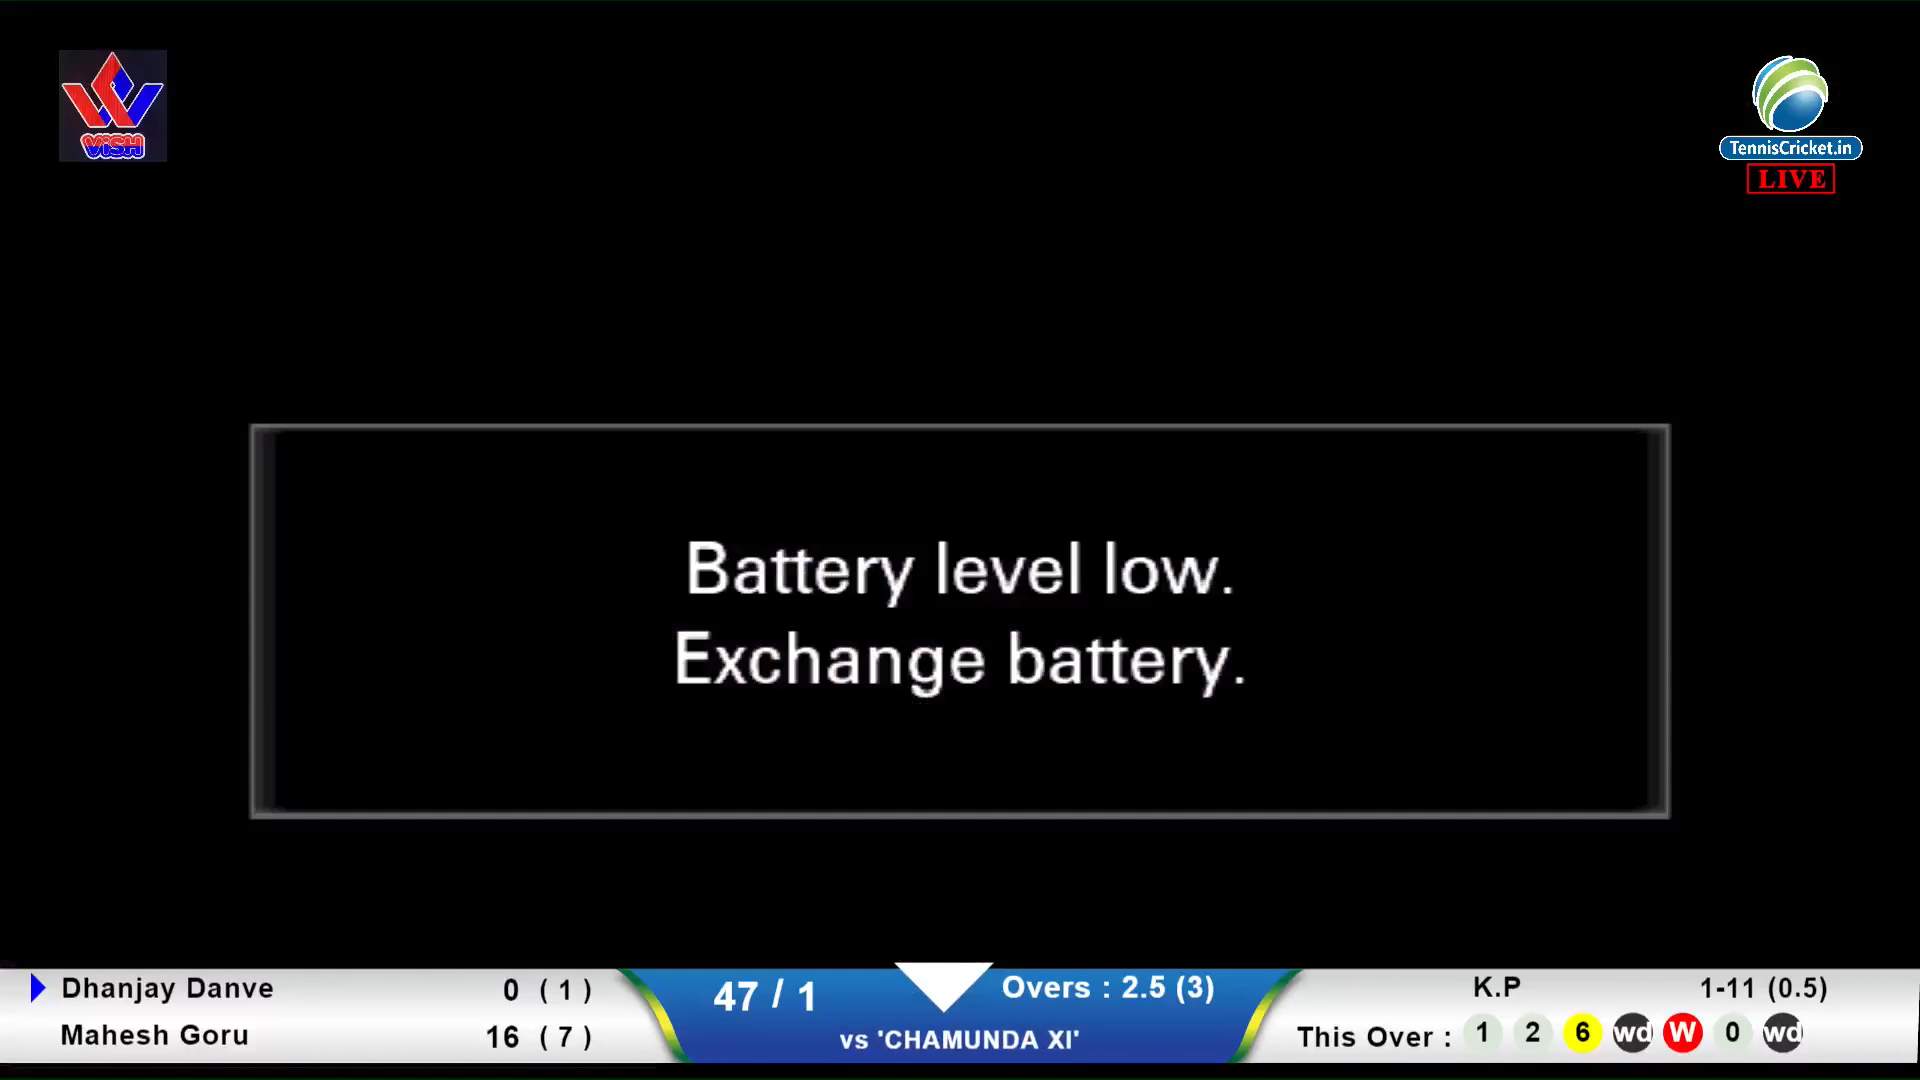 VISH
TennisCricket.in
LIVE
Battery level low.
Exchange battery.
Dhanjay Danve 0 ( 1 )
Mahesh Goru 16 ( 7 )
47 / 1 Overs : 2.5 (3)
vs 'CHAMUNDA XI'
K.P 1-11 (0.5)
This Over : 1 2 6 wd W 0 wd